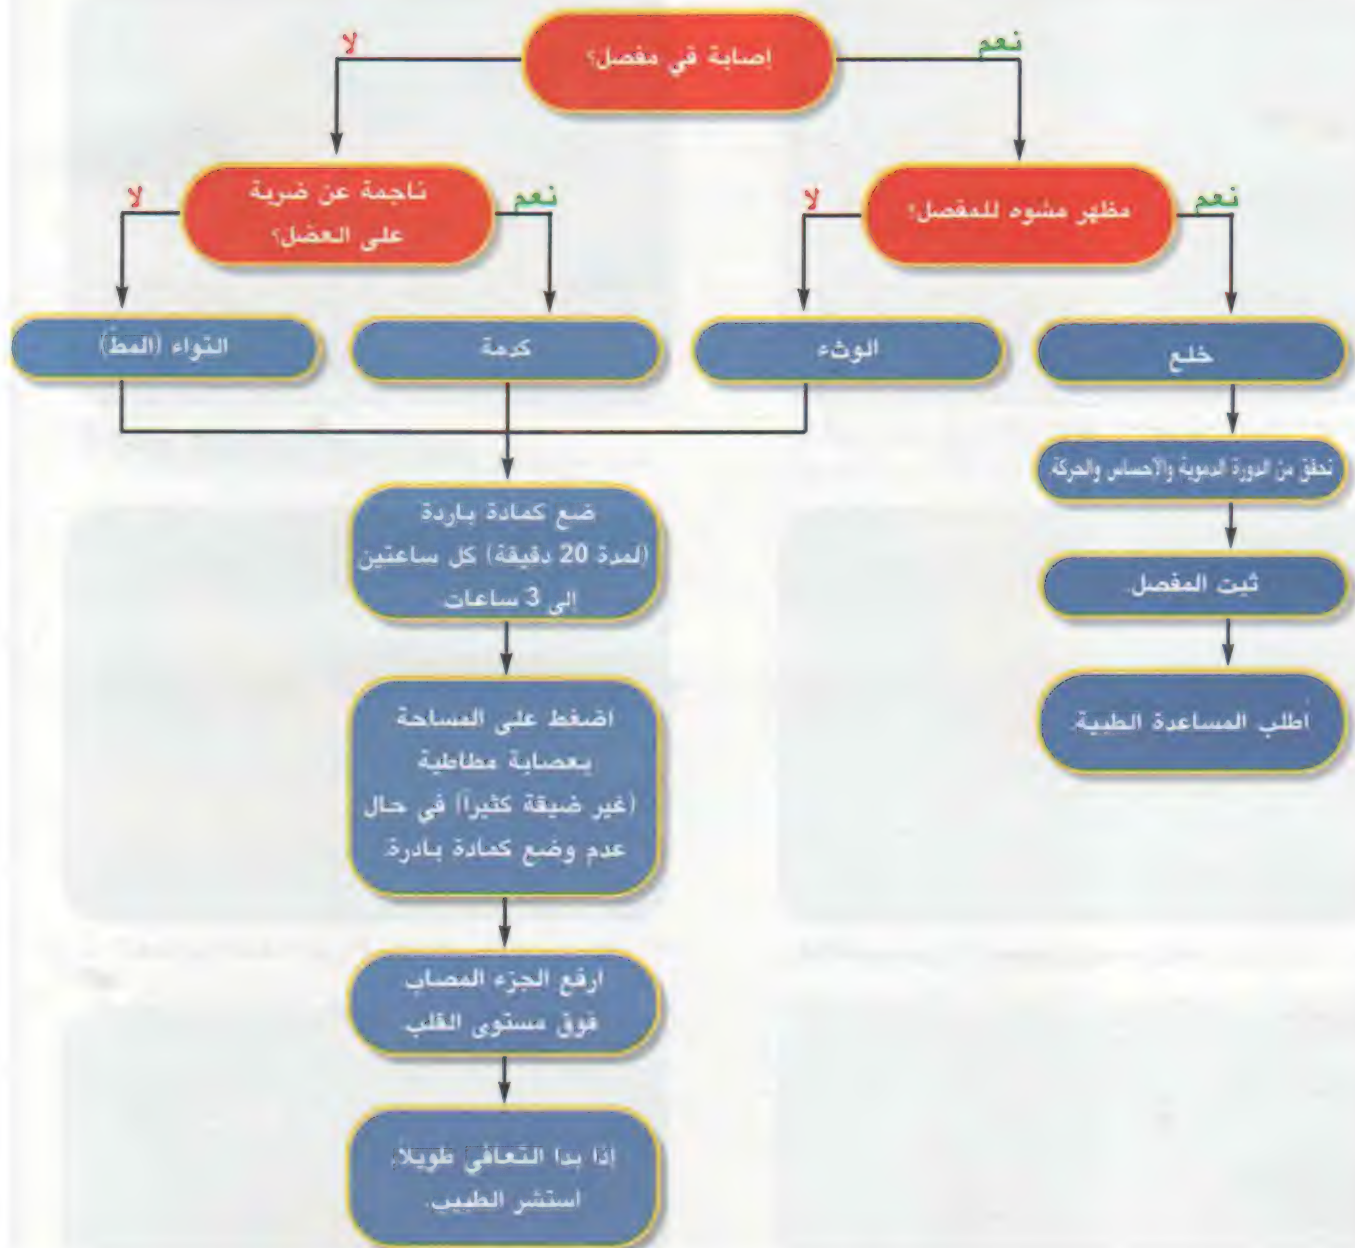 إصابة في مفصل؟
نعم
لا
مظهر مشوه للمفصل؟
نعم
لا
ناجمة عن ضربة
على العضل؟
نعم
لا
خلع
الوثء
كدمة
التواء (المط)
تحقق من الدورة الدموية والإحساس والحركة.
ثبت المفصل.
أطلب المساعدة الطبية.
ضع كمادة باردة
(لمدة 20 دقيقة) كل ساعتين
إلى 3 ساعات.
اضغط على المساحة
بعصابة مطاطية
(غير ضيقة كثيراً) في حال
عدم وضع كمادة بادرة.
ارفع الجزء المصاب
فوق مستوى القلب.
إذا بدا التعافي طويلاً،
استشر الطبيب.